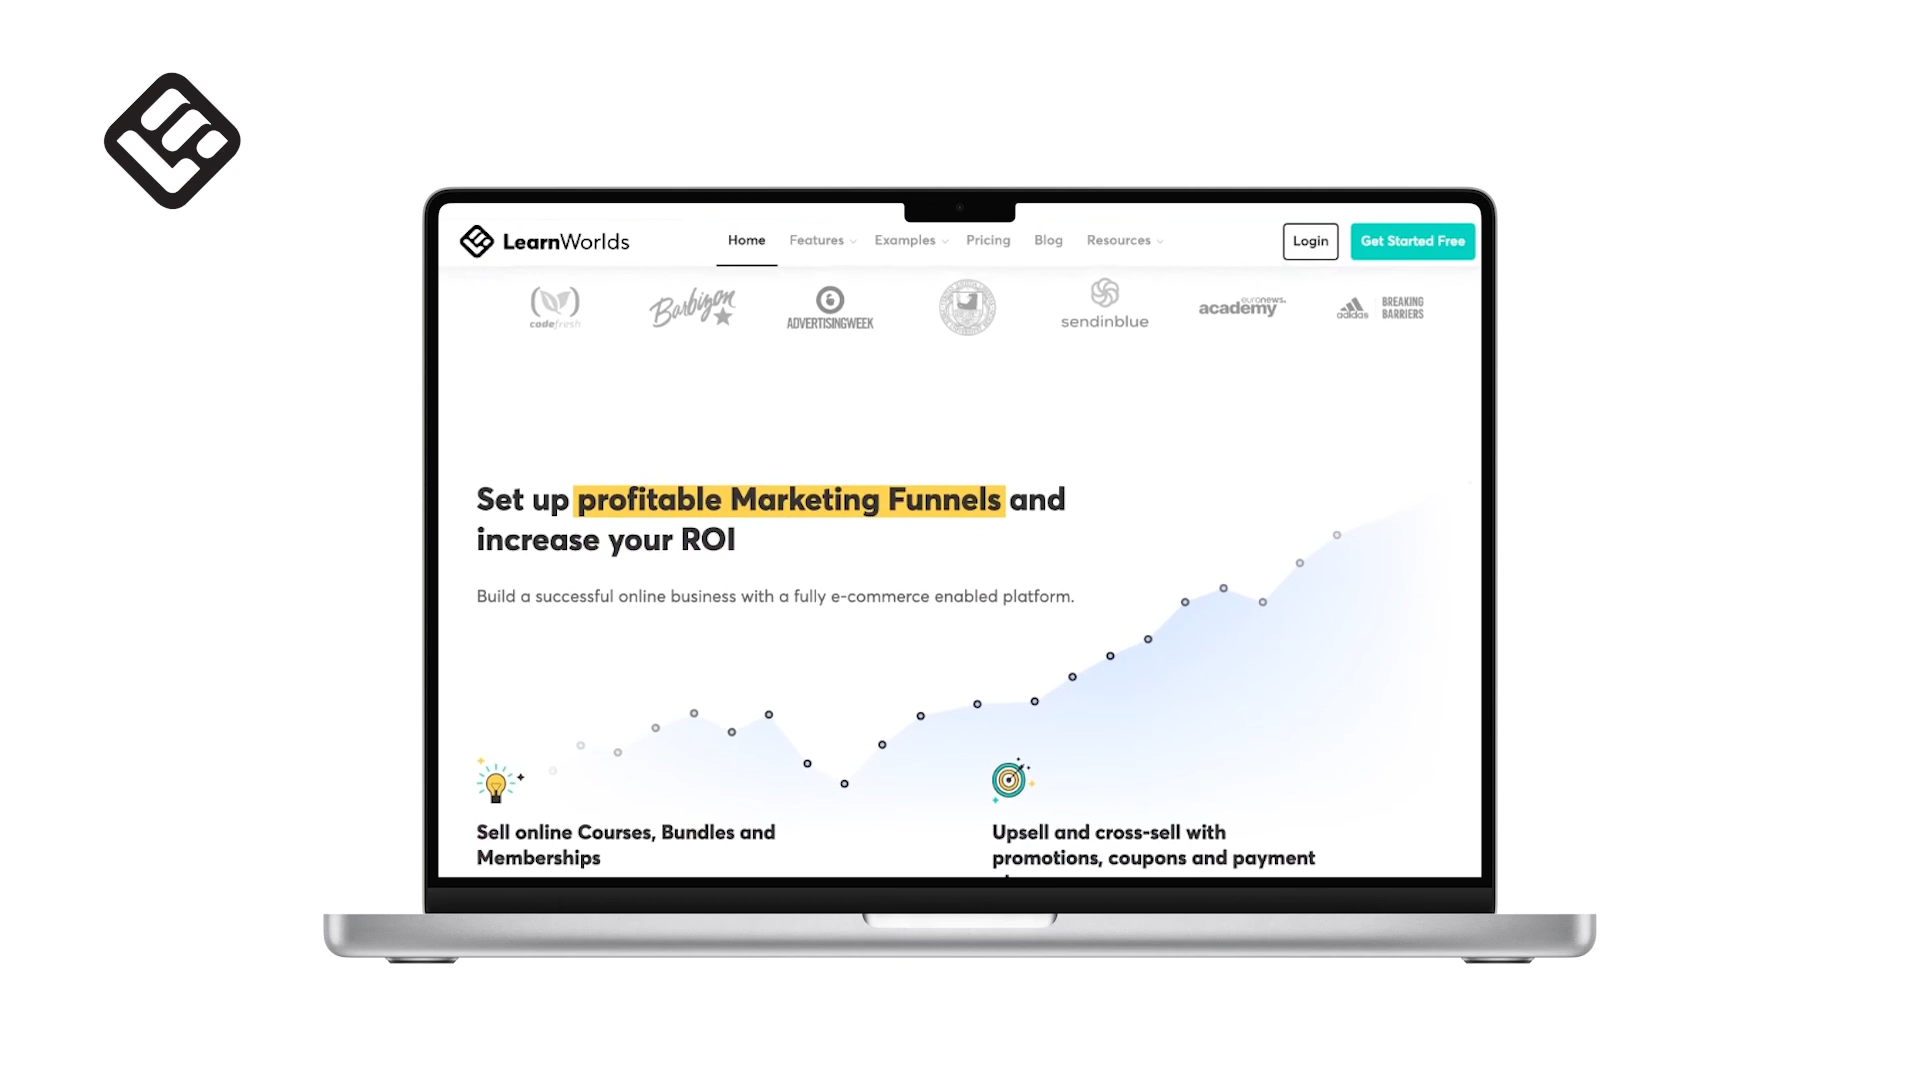 LearnWorlds
Home Features Examples Pricing Blog Resources
Login
Get Started Free
codefresh
Barbizon
ADVERTISINGWEEK
sendinblue
euronews.
academy
adidas
BREAKING
BARRIERS
Set up profitable Marketing Funnels and
increase your ROI
Build a successful online business with a fully e-commerce enabled platform.
Sell online Courses, Bundles and
Memberships
Upsell and cross-sell with
promotions, coupons and payment